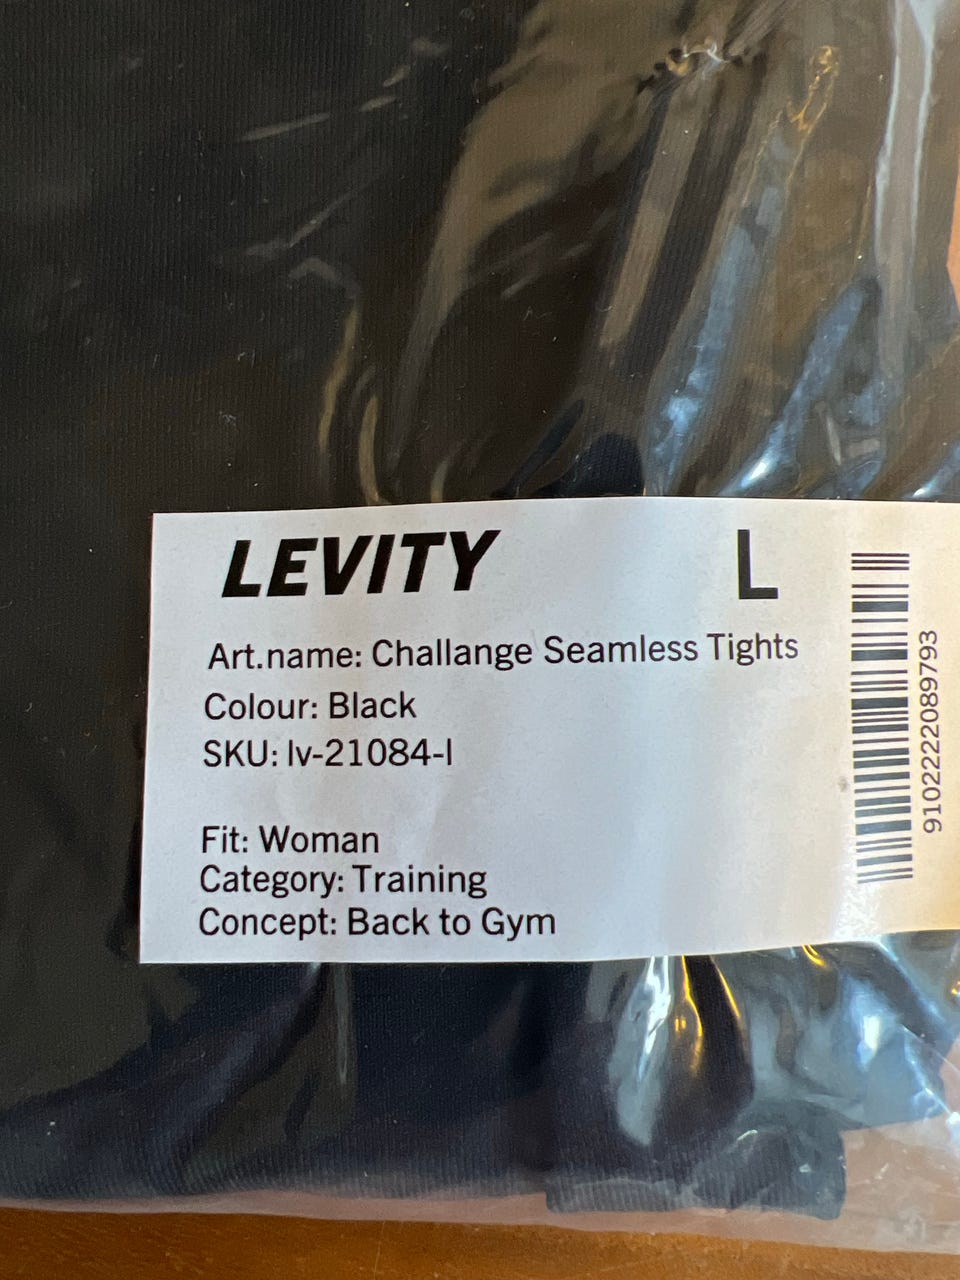 LEVITY L
Art.name: Challange Seamless Tights
Colour: Black
SKU: lv-21084-l
Fit: Woman
Category: Training
Concept: Back to Gym
9102222089793